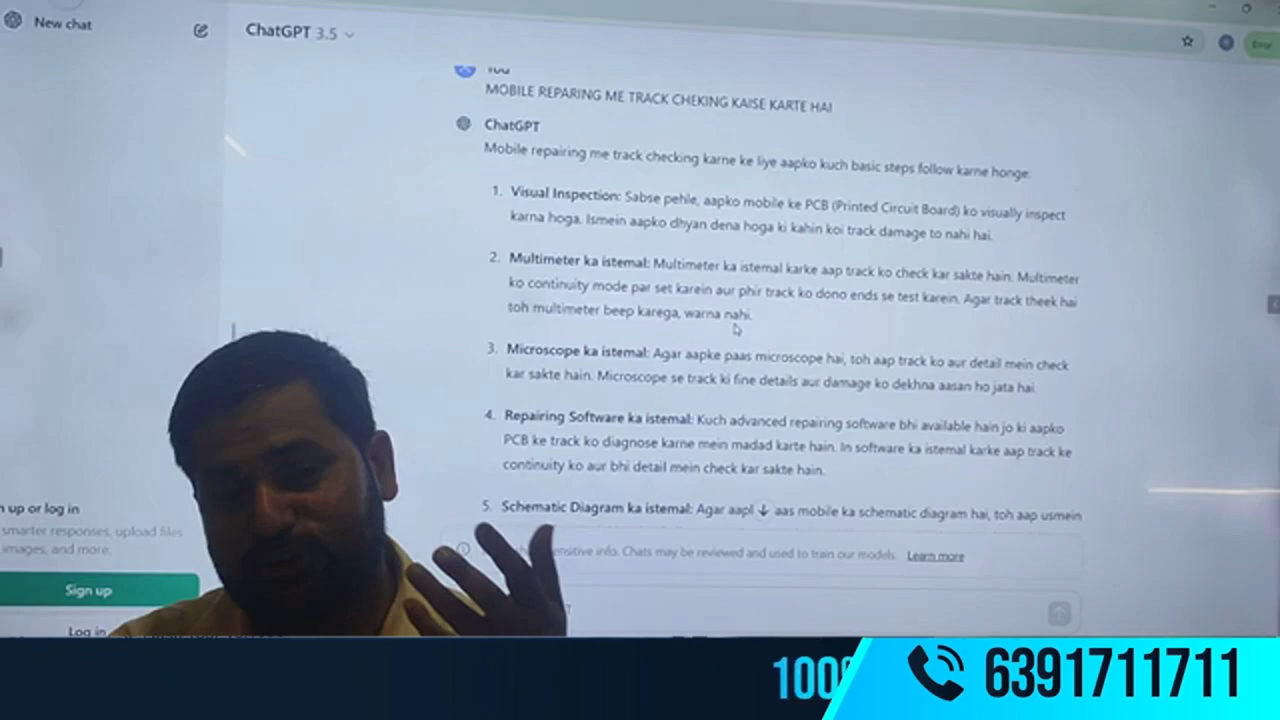 New chat
ChatGPT 3.5
Error
MOBILE REPARING ME TRACK CHEKING KAISE KARTE HAI
ChatGPT
Mobile repairing me track checking karne ke liye aapko kuch basic steps follow karne honge:
1. Visual Inspection: Sabse pehle, aapko mobile ke PCB (Printed Circuit Board) ko visually inspect
karna hoga. Ismein aapko dhyan dena hoga ki kahin koi track damage to nahi hai.
2. Multimeter ka istemal: Multimeter ka istemal karke aap track ko check kar sakte hain. Multimeter
ko continuity mode par set karein aur phir track ko dono ends se test karein. Agar track theek hai
toh multimeter beep karega, warna nahi.
3. Microscope ka istemal: Agar aapke paas microscope hai, toh aap track ko aur detail mein check
kar sakte hain. Microscope se track ki fine details aur damage ko dekhna aasan ho jata hai.
4. Repairing Software ka istemal: Kuch advanced repairing software bhi available hain jo ki aapko
PCB ke track ko diagnose karne mein madad karte hain. In software ka istemal karke aap track ke
continuity ko aur bhi detail mein check kar sakte hain.
5. Schematic Diagram ka istemal: Agar aap aas mobile ka schematic diagram hai, toh aap usmein
info. Chats may be reviewed and used to train our models. Learn more
up or log in
smarter responses, upload files
images, and more.
Sign up
Log in
100
6391711711